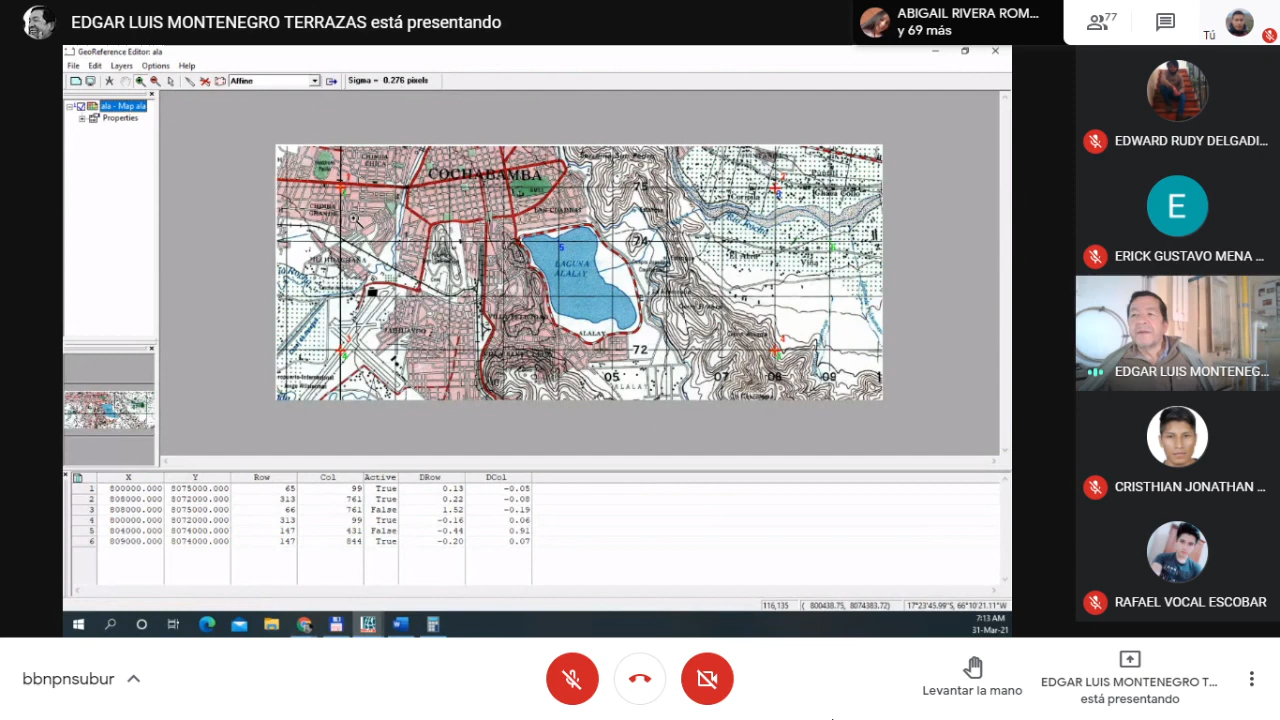 EDGAR LUIS MONTENEGRO TERRAZAS está presentando
ABIGAIL RIVERA ROM...
y 69 más
77
Tú
GeoReference Editor: ala
File Edit Layers Options Help
Affine
Sigma = 0.276 pixels
ala - Map ala
Properties
COCHABAMBA
75
74
5
LAGUNA
ALALAY
ALALAY
72
05
07
08
09
ALALAY
X Y Row Col Active DRow DCol
1 800000.000 8075000.000 65 99 True 0.13 -0.05
2 808000.000 8072000.000 313 761 True 0.22 -0.08
3 808000.000 8075000.000 66 761 False 1.52 -0.19
4 800000.000 8072000.000 313 99 True -0.16 0.06
5 804000.000 8074000.000 147 431 False -0.44 0.91
6 809000.000 8074000.000 147 844 True -0.20 0.07
116,135 ( 800438.75, 8074383.72) 17°23'45.99"S, 66°10'21.11"W
7:13 AM
31-Mar-21
EDWARD RUDY DELGADI...
E
ERICK GUSTAVO MENA ...
EDGAR LUIS MONTENEG...
CRISTHIAN JONATHAN ...
RAFAEL VOCAL ESCOBAR
bbnpnsubur
Levantar la mano
EDGAR LUIS MONTENEGRO T...
está presentando